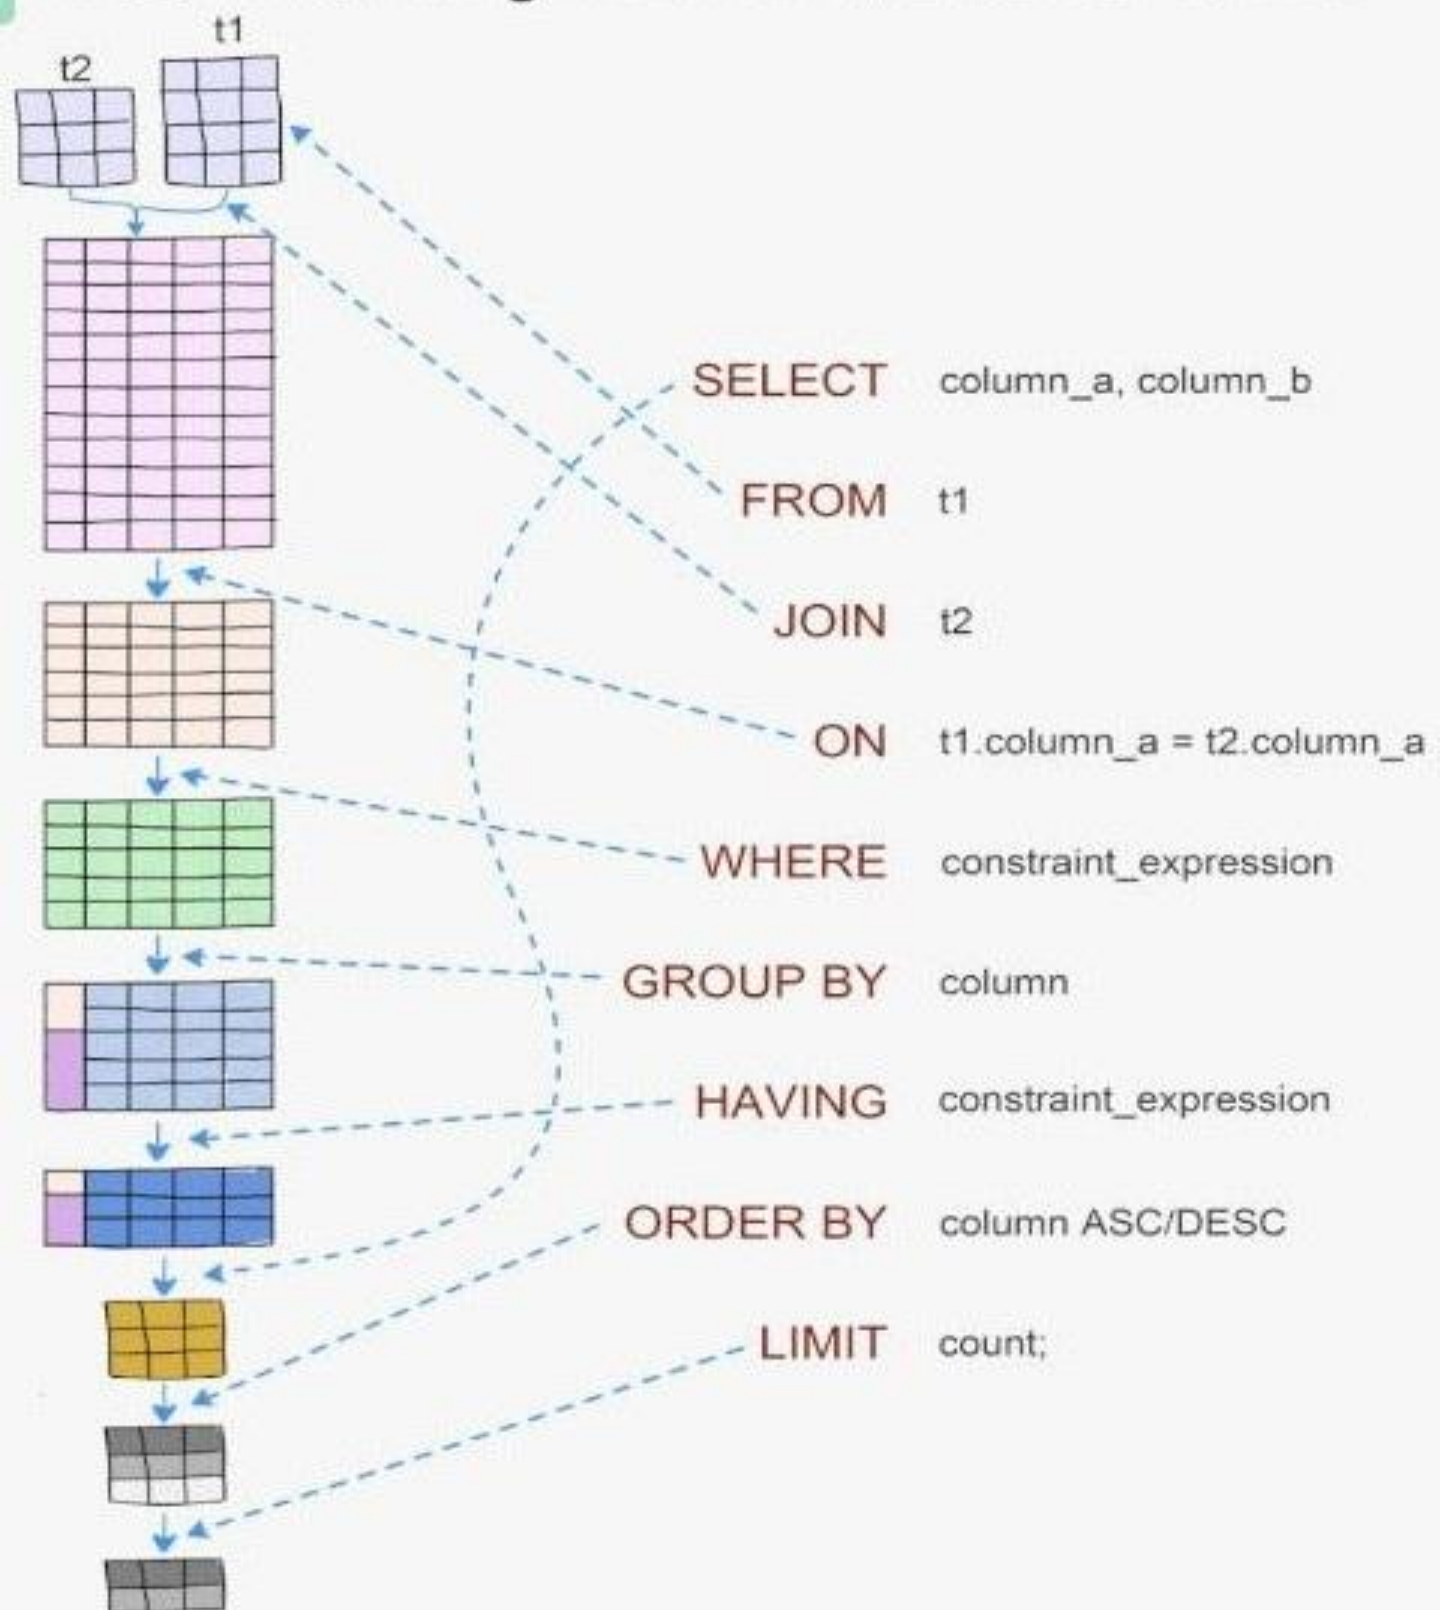 t1
t2
SELECT column_a, column_b
FROM t1
JOIN t2
ON t1.column_a = t2.column_a
WHERE constraint_expression
GROUP BY column
HAVING constraint_expression
ORDER BY column ASC/DESC
LIMIT count;